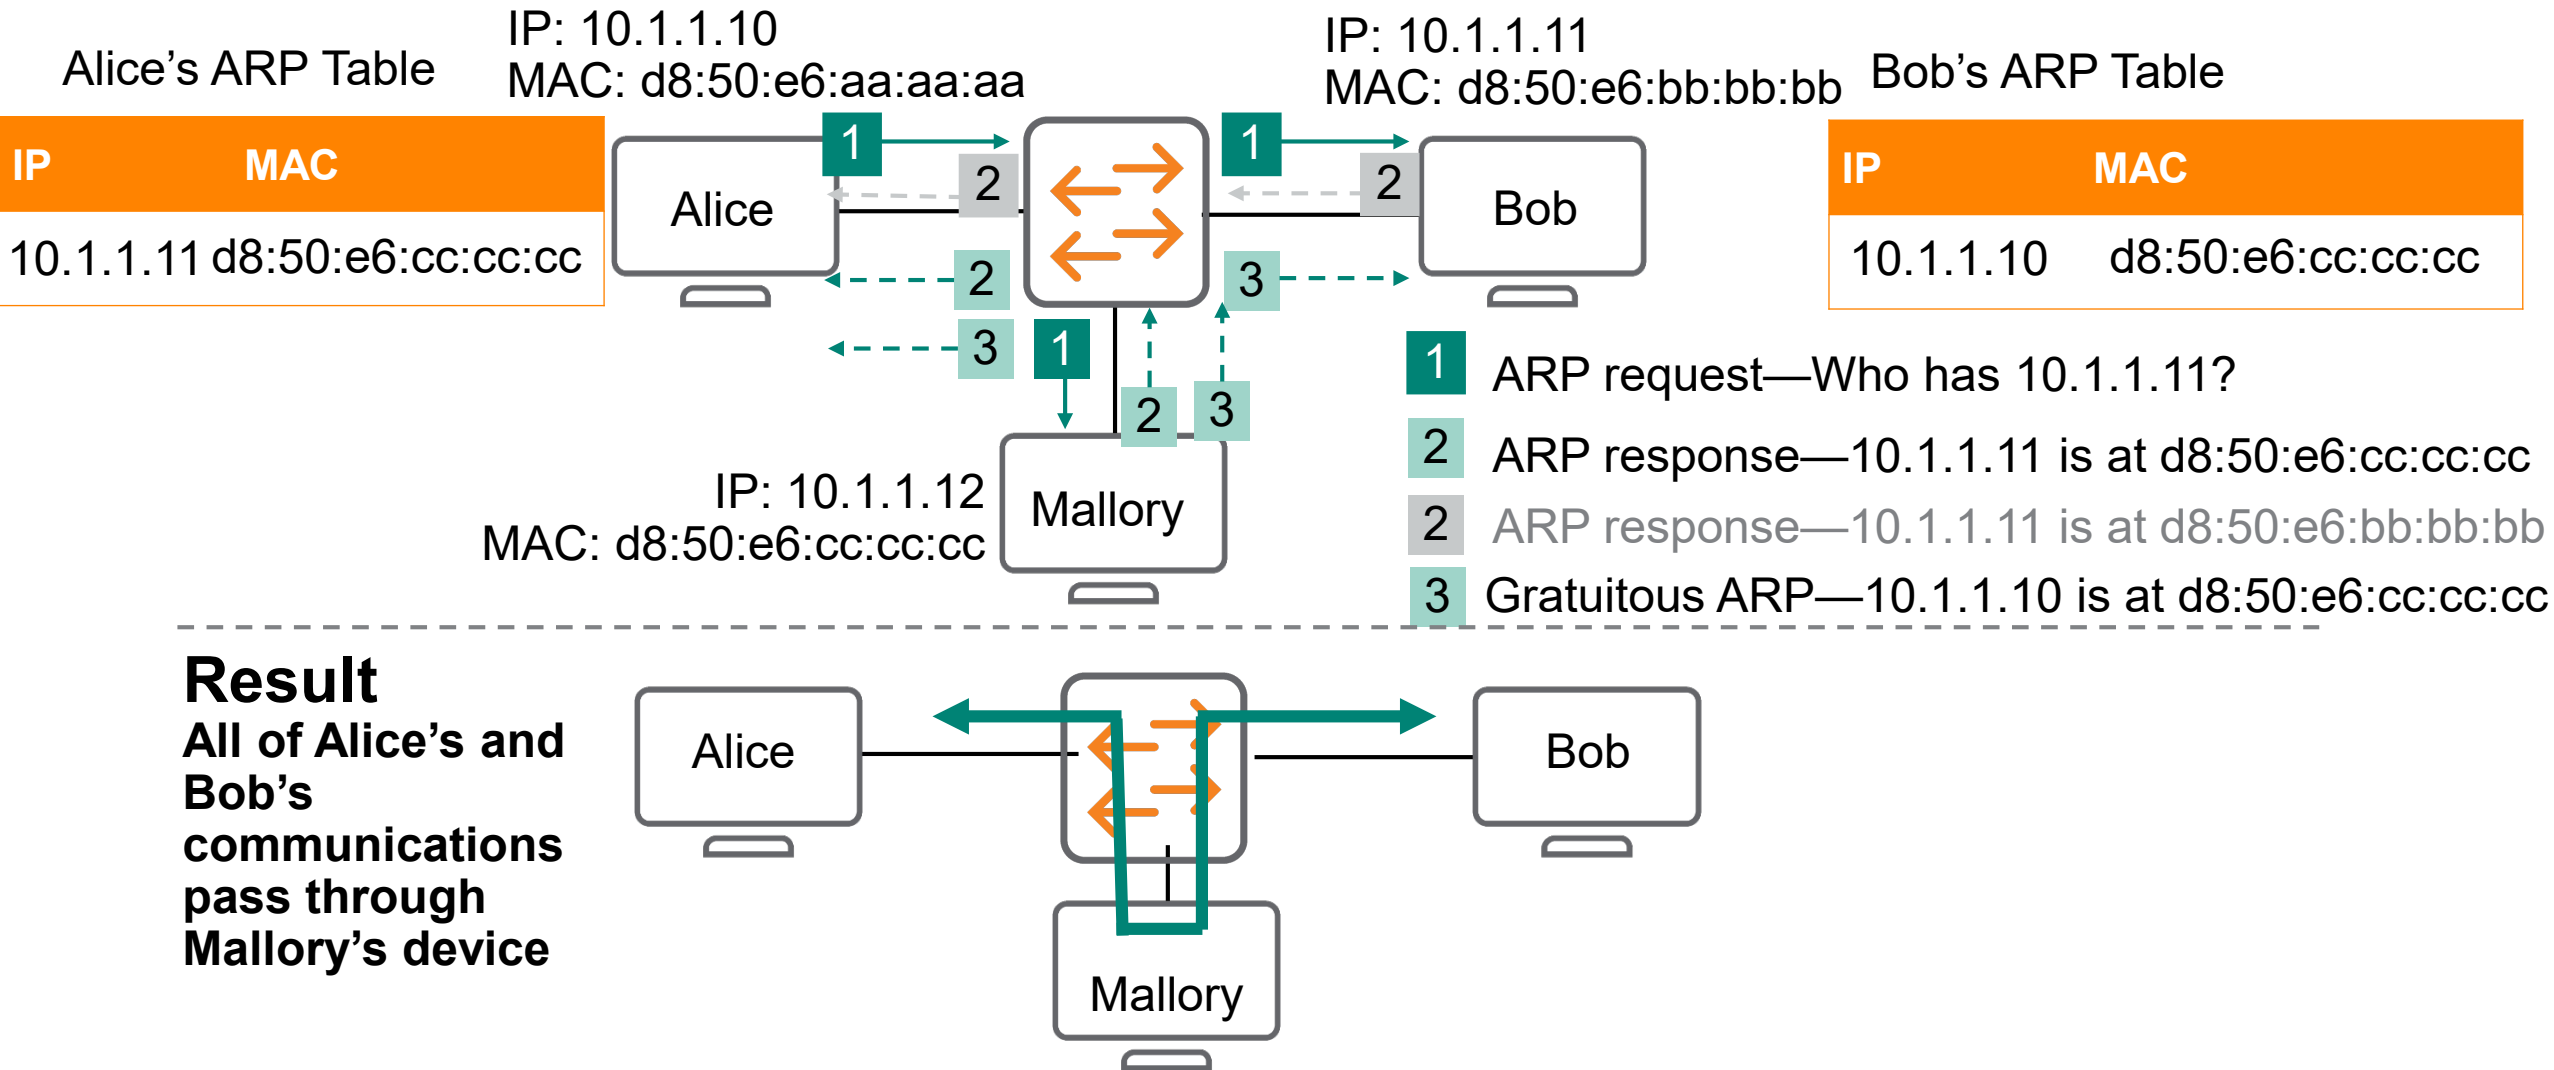 Alice’s ARP Table
IP: 10.1.1.10
MAC: d8:50:e6:aa:aa:aa
IP: 10.1.1.11
MAC: d8:50:e6:bb:bb:bb
Bob’s ARP Table
IP MAC
10.1.1.11 d8:50:e6:cc:cc:cc
Alice
1
2
2
3
1
2
3
Bob
1
2
3
IP MAC
10.1.1.10 d8:50:e6:cc:cc:cc
IP: 10.1.1.12
MAC: d8:50:e6:cc:cc:cc
Mallory
1 ARP request—Who has 10.1.1.11?
2 ARP response—10.1.1.11 is at d8:50:e6:cc:cc:cc
2 ARP response—10.1.1.11 is at d8:50:e6:bb:bb:bb
3 Gratuitous ARP—10.1.1.10 is at d8:50:e6:cc:cc:cc
Result
All of Alice’s and
Bob’s
communications
pass through
Mallory’s device
Alice
Bob
Mallory